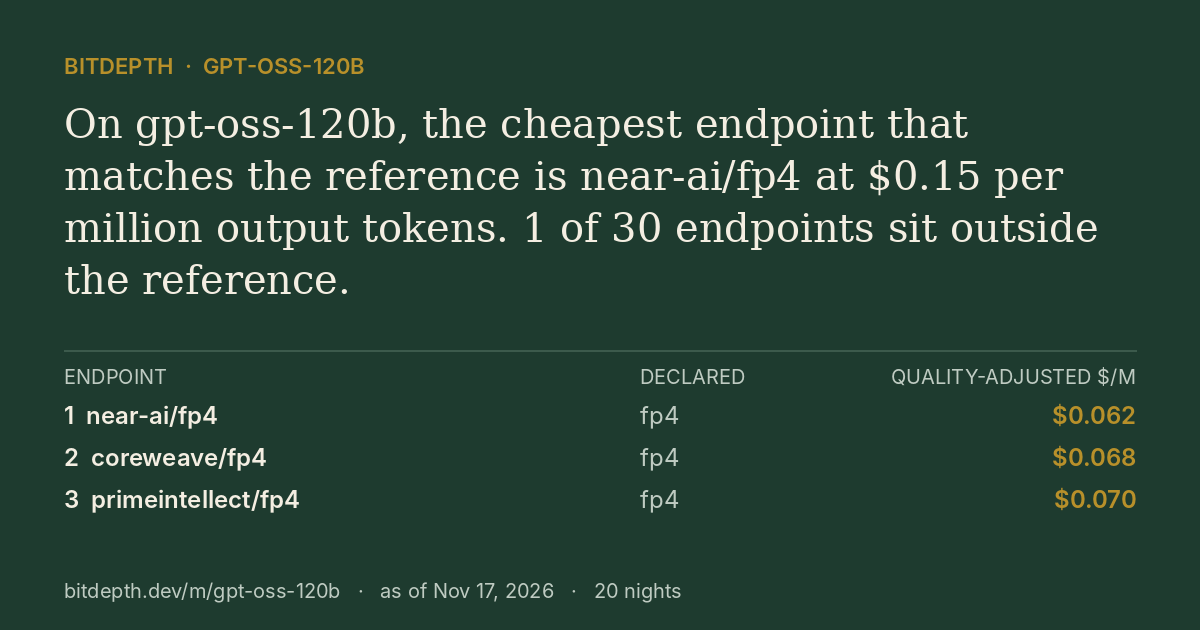 BITDEPTH · GPT-OSS-120B
On gpt-oss-120b, the cheapest endpoint that
matches the reference is near-ai/fp4 at $0.15 per
million output tokens. 1 of 30 endpoints sit outside
the reference.
ENDPOINT DECLARED QUALITY-ADJUSTED $/M
1 near-ai/fp4 fp4 $0.062
2 coreweave/fp4 fp4 $0.068
3 primeintellect/fp4 fp4 $0.070
bitdepth.dev/m/gpt-oss-120b · as of Nov 17, 2026 · 20 nights